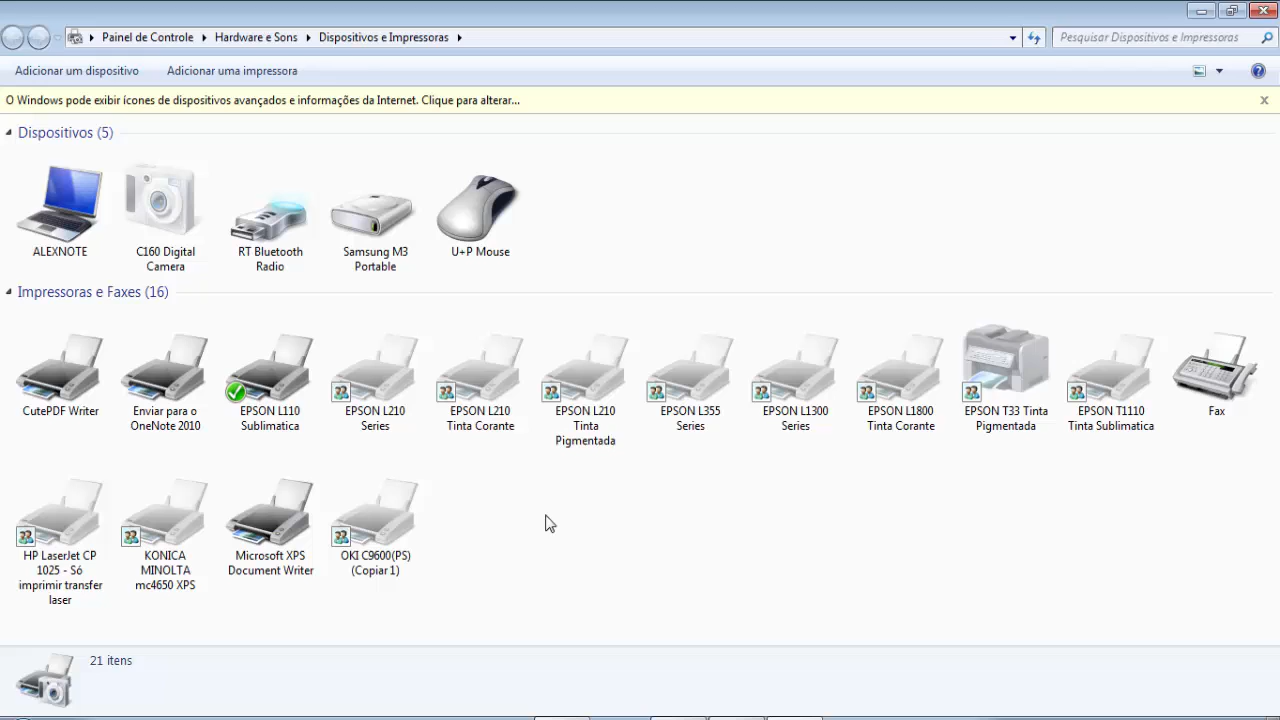 Painel de Controle
Hardware e Sons
Dispositivos e Impressoras
Pesquisar Dispositivos e Impressoras
Adicionar um dispositivo
Adicionar uma impressora
O Windows pode exibir ícones de dispositivos avançados e informações da Internet. Clique para alterar...
Dispositivos (5)
ALEXNOTE
C160 Digital
Camera
RT Bluetooth
Radio
Samsung M3
Portable
U+P Mouse
Impressoras e Faxes (16)
CutePDF Writer
Enviar para o
OneNote 2010
EPSON L110
Sublimatica
EPSON L210
Series
EPSON L210
Tinta Corante
EPSON L210
Tinta
Pigmentada
EPSON L355
Series
EPSON L1300
Series
EPSON L1800
Tinta Corante
EPSON T33 Tinta
Pigmentada
EPSON T1110
Tinta Sublimatica
Fax
HP LaserJet CP
1025 - Só
imprimir transfer
laser
KONICA
MINOLTA
mc4650 XPS
Microsoft XPS
Document Writer
OKI C9600(PS)
(Copiar 1)
21 itens